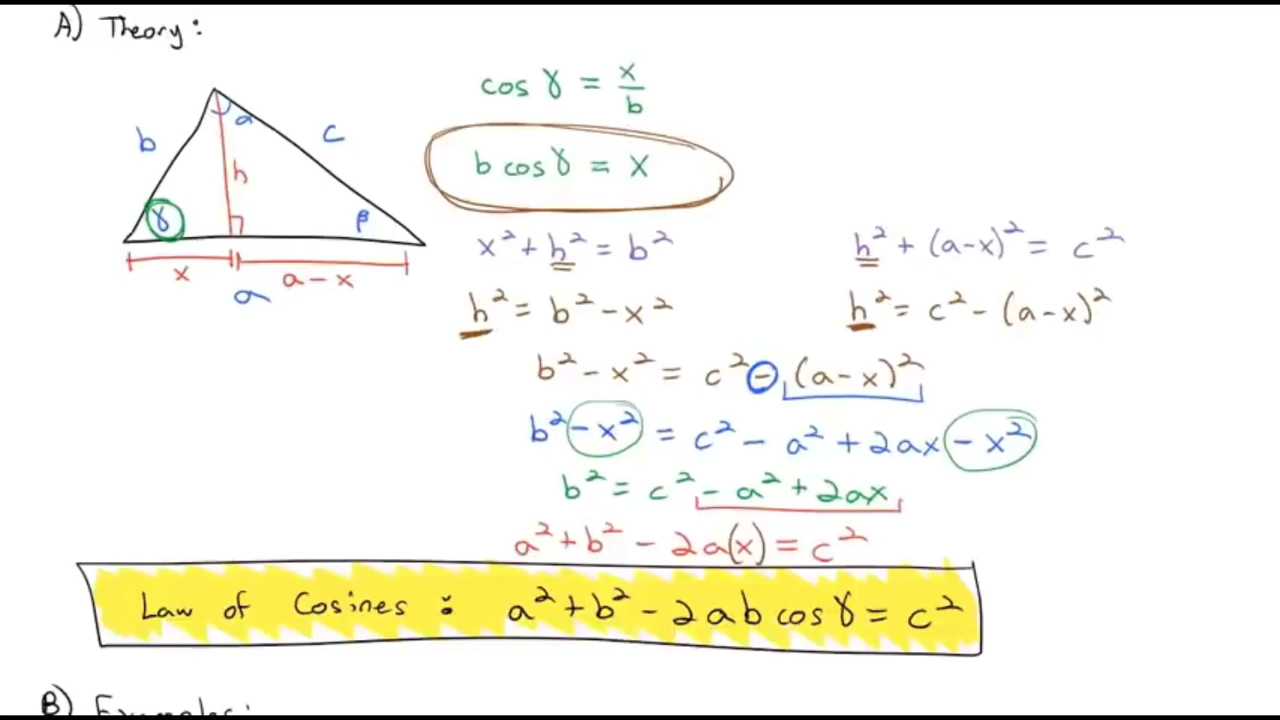 A) Theory:
cos γ = x/b
b cos γ = x
b
α
c
h
γ
β
x
a-x
a
x² + h² = b²
h² + (a-x)² = c²
h² = b² - x²
h² = c² - (a-x)²
b² - x² = c² - (a-x)²
b² - x² = c² - a² + 2ax - x²
b² = c² - a² + 2ax
a² + b² - 2a(x) = c²
Law of Cosines : a² + b² - 2ab cos γ = c²
B) Examples: